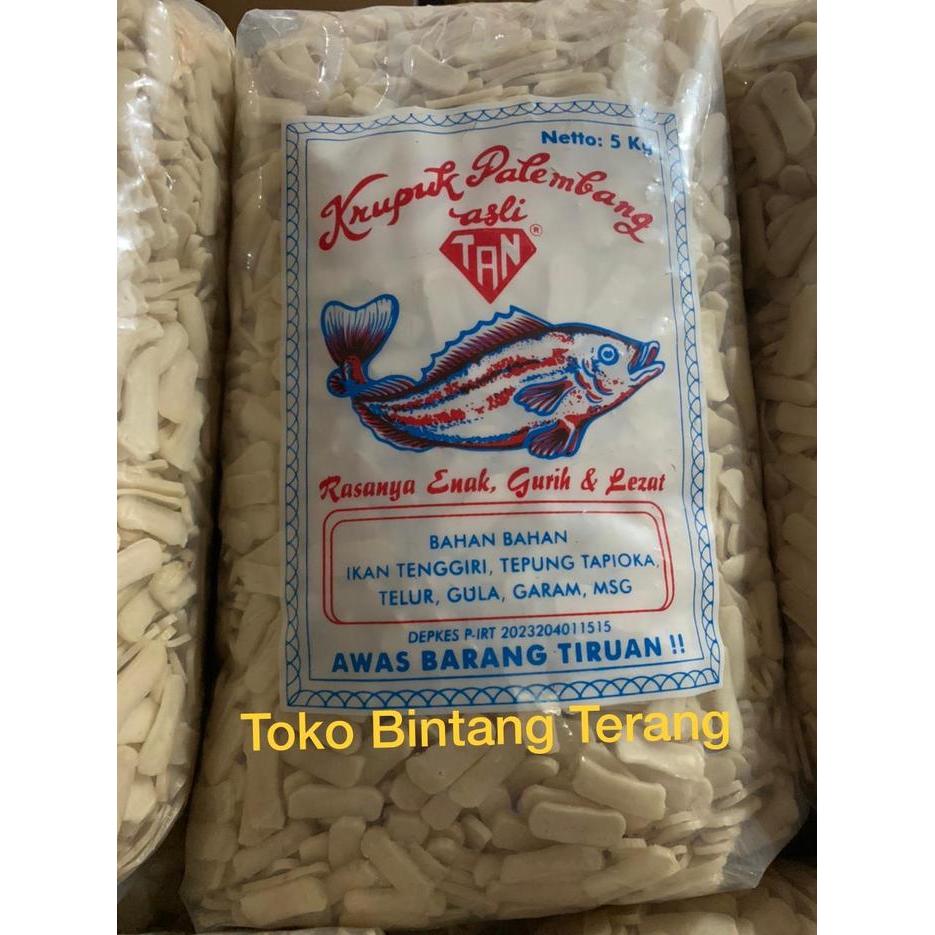 Netto: 5 Kg
Krupuk Palembang
asli
TAN®
Rasanya Enak, Gurih & Lezat
BAHAN BAHAN
IKAN TENGGIRI, TEPUNG TAPIOKA,
TELUR, GULA, GARAM, MSG
DEPKES P-IRT 2023204011515
AWAS BARANG TIRUAN !!
Toko Bintang Terang